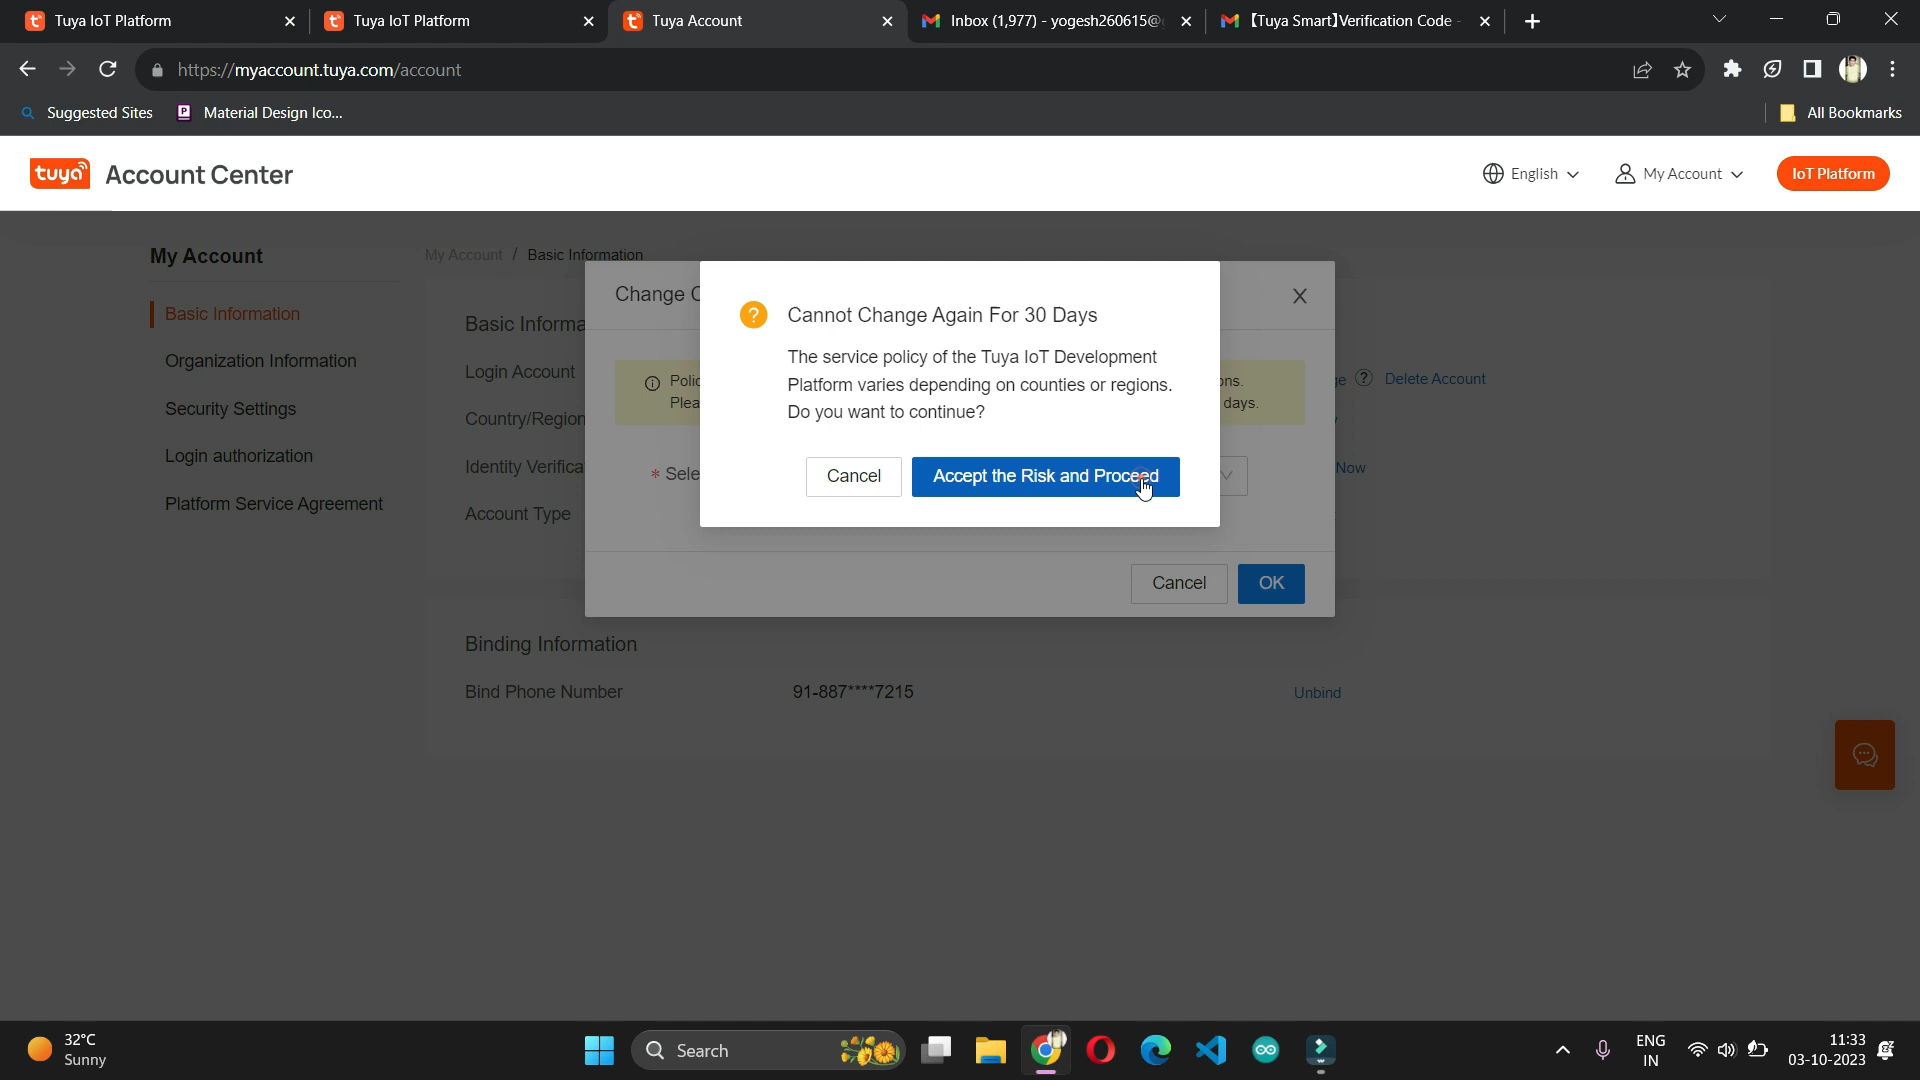 Tuya IoT Platform
Tuya IoT Platform
Tuya Account
Inbox (1,977) - yogesh260615@
【Tuya Smart】Verification Code -
https://myaccount.tuya.com/account
Suggested Sites
Material Design Ico...
All Bookmarks
tuya
Account Center
English
My Account
IoT Platform
My Account
Basic Information
Organization Information
Security Settings
Login authorization
Platform Service Agreement
My Account / Basic Information
Basic Informa
Login Account
Delete Account
Country/Region
Identity Verifica
Now
Account Type
Change C
Polic
ons.
Plea
days.
* Sele
Cannot Change Again For 30 Days
The service policy of the Tuya IoT Development
Platform varies depending on counties or regions.
Do you want to continue?
Cancel
Accept the Risk and Proceed
Cancel
OK
Binding Information
Bind Phone Number
91-887****7215
Unbind
32°C
Sunny
Search
ENG
IN
11:33
03-10-2023